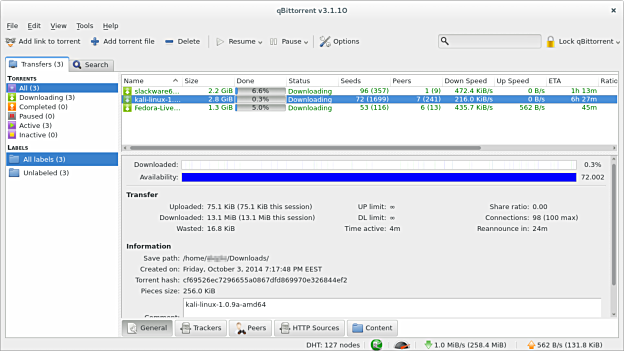 qBittorrent v3.1.10
File Edit View Tools Help
Add link to torrent Add torrent file Delete Resume Pause Options Lock qBittorrent
Transfers (3) Search
TORRENTS
All (3)
Downloading (3)
Completed (0)
Paused (0)
Active (3)
Inactive (0)
LABELS
All labels (3)
Unlabeled (3)
Name Size Done Status Seeds Peers Down Speed Up Speed ETA Ratio
slackware6... 2.2 GiB 6.6% Downloading 96 (357) 1 (9) 472.4 KiB/s 0 B/s 1h 13m
kali-linux-1.... 2.8 GiB 0.3% Downloading 72 (1699) 7 (241) 216.0 KiB/s 0 B/s 6h 27m
Fedora-Live... 1.3 GiB 5.0% Downloading 53 (116) 6 (13) 435.7 KiB/s 562 B/s 45m
Downloaded: 0.3%
Availability: 72.002
Transfer
Uploaded: 75.1 KiB (75.1 KiB this session) UP limit: ∞ Share ratio: 0.00
Downloaded: 13.1 MiB (13.1 MiB this session) DL limit: ∞ Connections: 98 (100 max)
Wasted: 16.8 KiB Time active: 4m Reannounce in: 24m
Information
Save path: /home/ /Downloads/
Created on: Friday, October 3, 2014 7:17:48 PM EEST
Torrent hash: cf69526ec7296655a0867dfd869970e326844ef2
Pieces size: 256.0 KiB
kali-linux-1.0.9a-amd64
General Trackers Peers HTTP Sources Content
DHT: 127 nodes 1.0 MiB/s (258.4 MiB) 562 B/s (131.8 KiB)